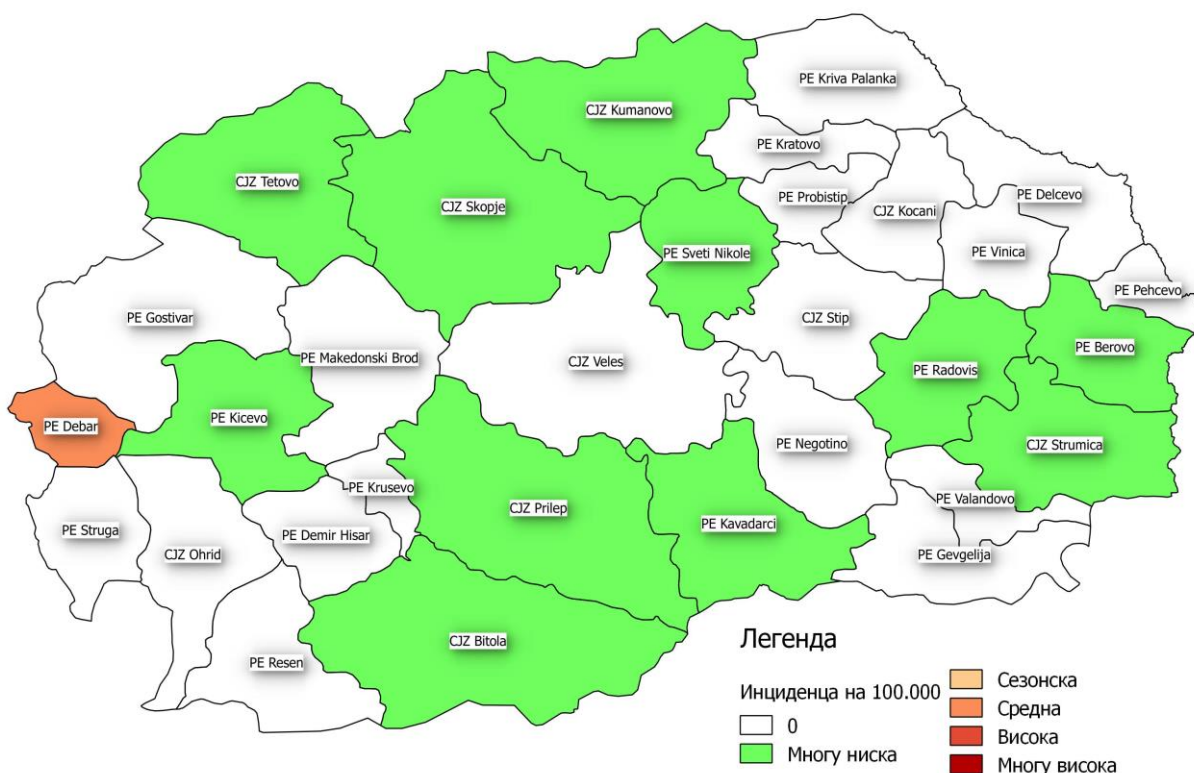 PE Kriva Palanka
CJZ Kumanovo
PE Kratovo
CJZ Tetovo
PE Probistip
PE Delcevo
CJZ Skopje
CJZ Kocani
PE Sveti Nikole
PE Vinica
PE Pehcevo
PE Gostivar
CJZ Stip
PE Makedonski Brod
CJZ Veles
PE Berovo
PE Radovis
PE Debar
PE Kicevo
PE Negotino
CJZ Strumica
PE Krusevo
PE Valandovo
CJZ Prilep
PE Kavadarci
PE Struga
PE Demir Hisar
CJZ Ohrid
PE Gevgelija
CJZ Bitola
PE Resen
Легенда
Инциденца на 100.000
0
Многу ниска
Сезонска
Средна
Висока
Многу висока